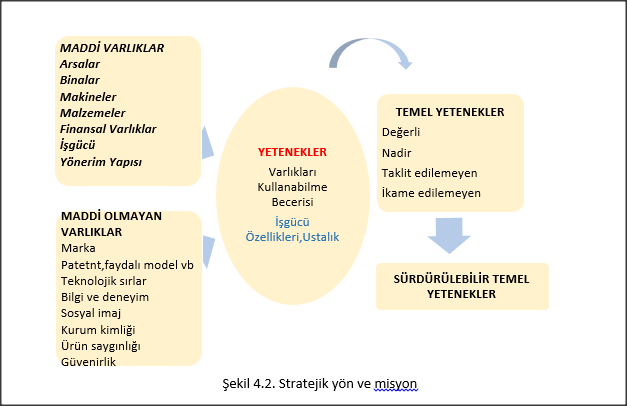 MADDİ VARLIKLAR
Arsalar
Binalar
Makineler
Malzemeler
Finansal Varlıklar
İşgücü
Yönerim Yapısı
MADDİ OLMAYAN
VARLIKLAR
Marka
Patetnt,faydalı model vb
Teknolojik sırlar
Bilgi ve deneyim
Sosyal imaj
Kurum kimliği
Ürün saygınlığı
Güvenirlik
YETENEKLER
Varlıkları
Kullanabilme
Becerisi
İşgücü
Özellikleri,Ustalık
TEMEL YETENEKLER
Değerli
Nadir
Taklit edilemeyen
İkame edilemeyen
SÜRDÜRÜLEBİLİR TEMEL
YETENEKLER
Şekil 4.2. Stratejik yön ve misyon